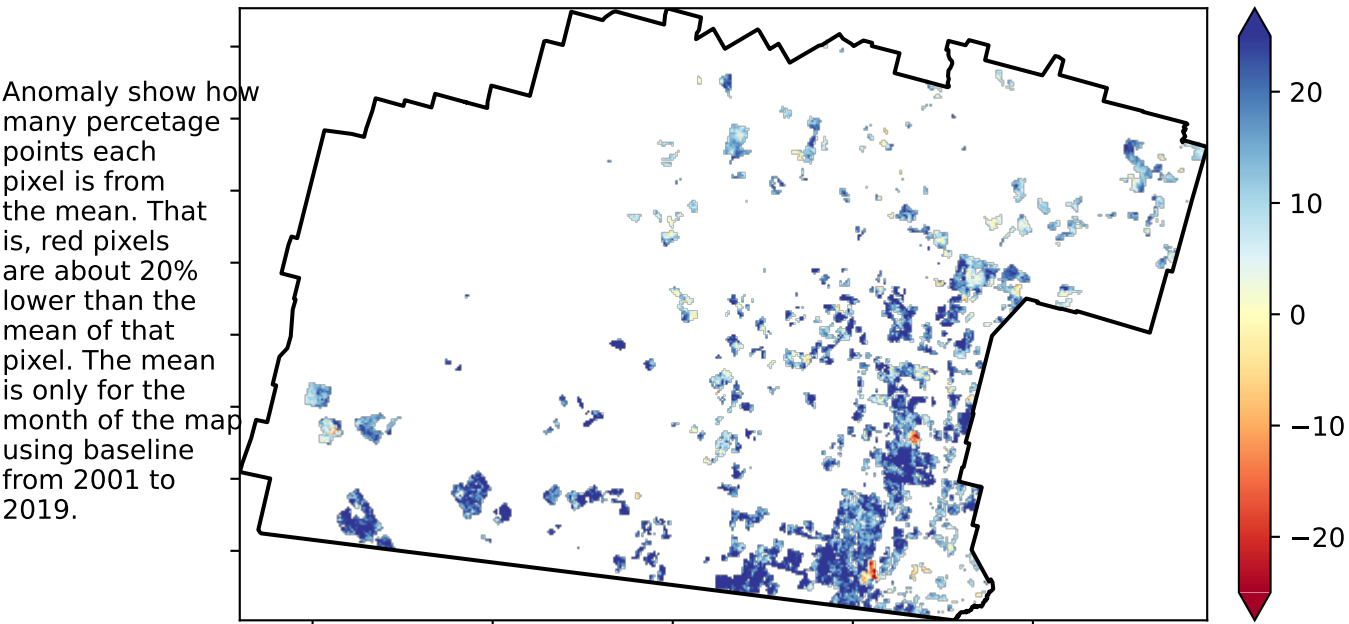 Anomaly show how
many percetage
points each
pixel is from
the mean. That
is, red pixels
are about 20%
lower than the
mean of that
pixel. The mean
is only for the
month of the map
using baseline
from 2001 to
2019.
20
10
0
−10
−20